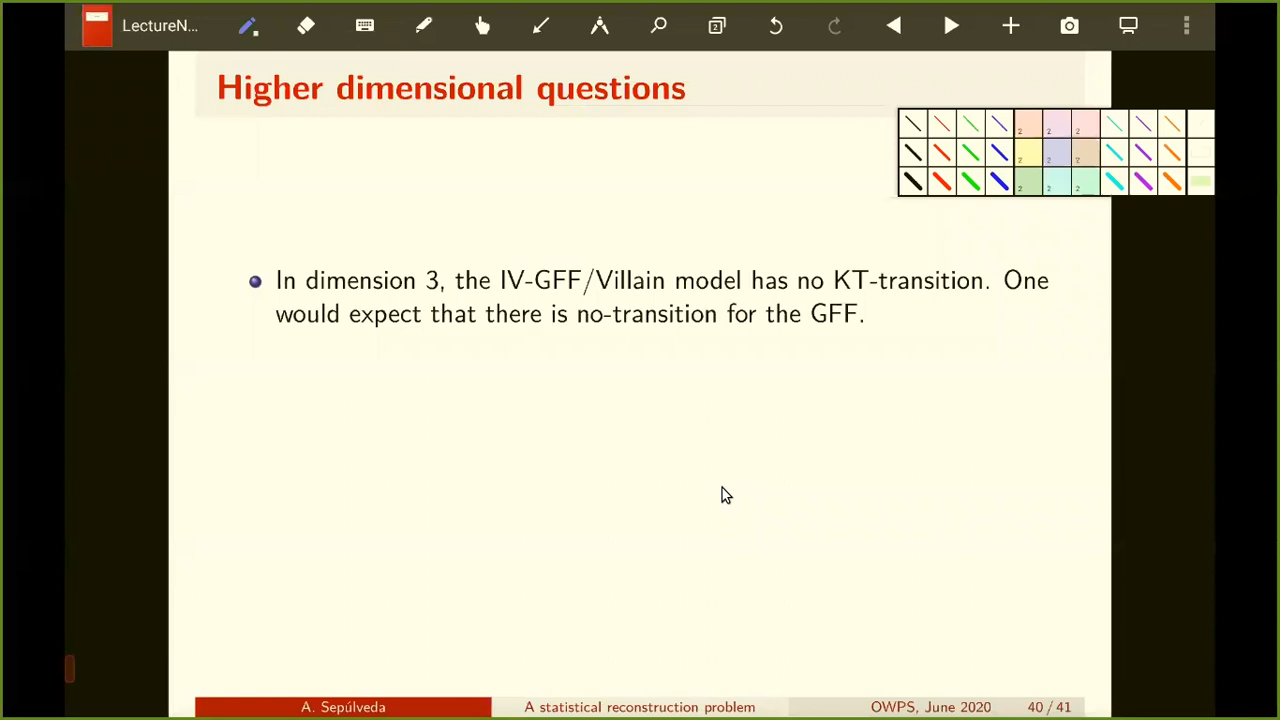 LectureN...
Higher dimensional questions
In dimension 3, the IV-GFF/Villain model has no KT-transition. One
would expect that there is no-transition for the GFF.
A. Sepúlveda
A statistical reconstruction problem
OWPS, June 2020
40 / 41